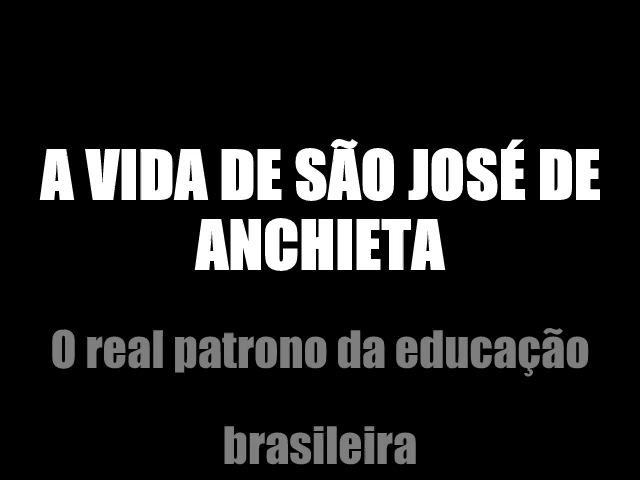 A VIDA DE SÃO JOSÉ DE
ANCHIETA
O real patrono da educação
brasileira